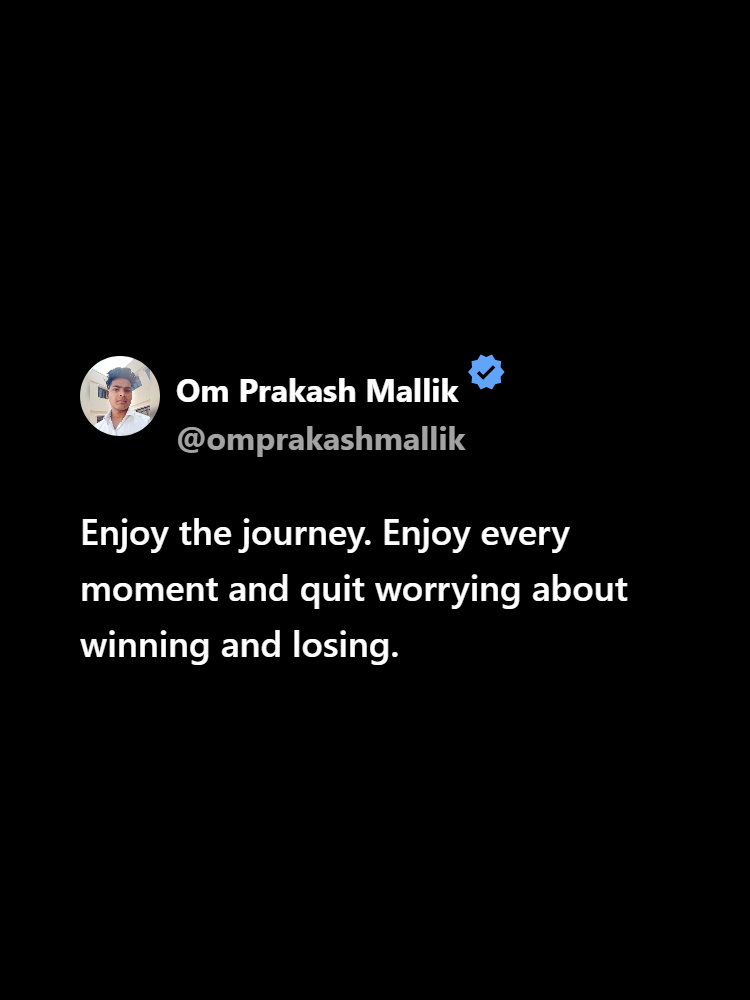 Om Prakash Mallik
@omprakashmallik
Enjoy the journey. Enjoy every
moment and quit worrying about
winning and losing.